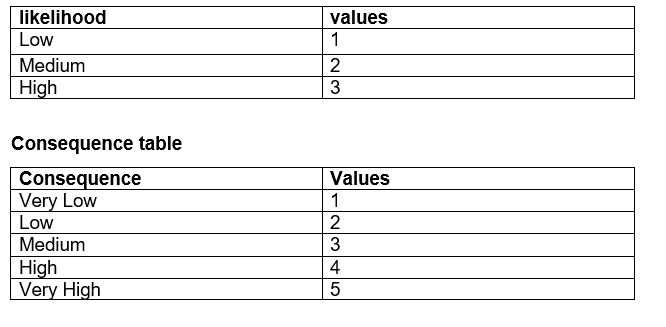 likelihood values
Low 1
Medium 2
High 3
Consequence table
Consequence Values
Very Low 1
Low 2
Medium 3
High 4
Very High 5